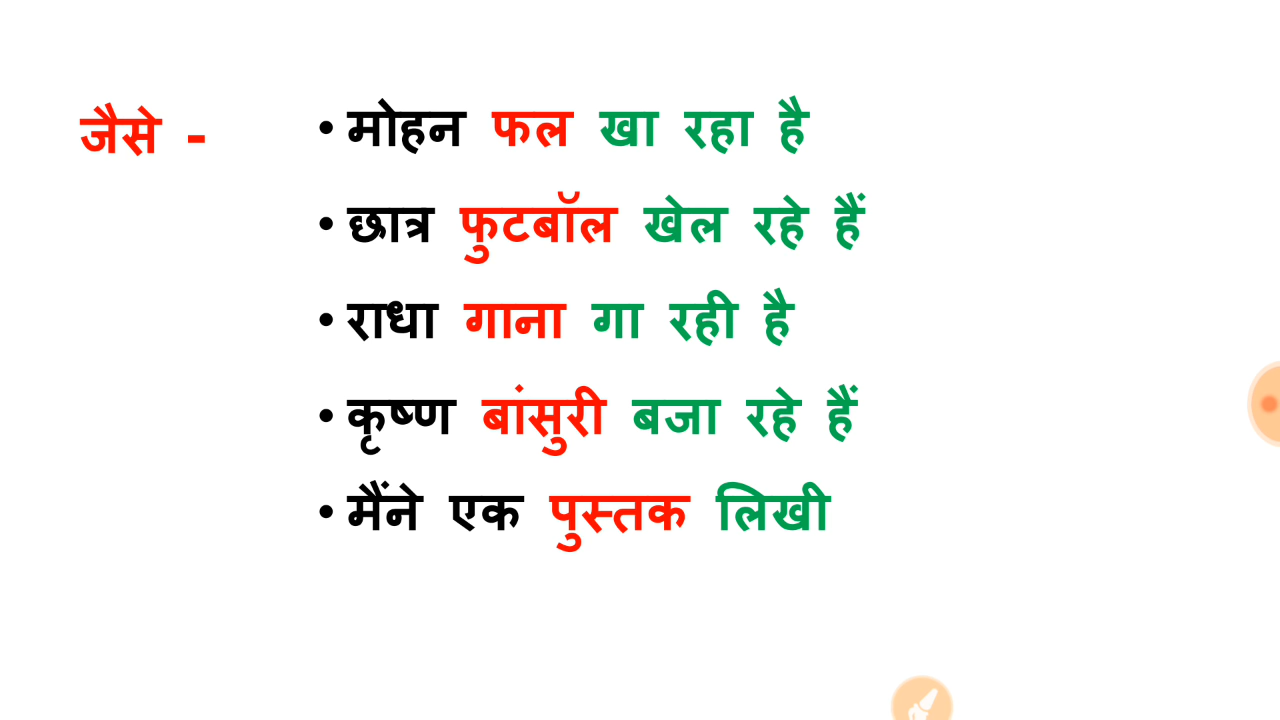 जैसे -
• मोहन फल खा रहा है
• छात्र फुटबॉल खेल रहे हैं
• राधा गाना गा रही है
• कृष्ण बांसुरी बजा रहे हैं
• मैंने एक पुस्तक लिखी